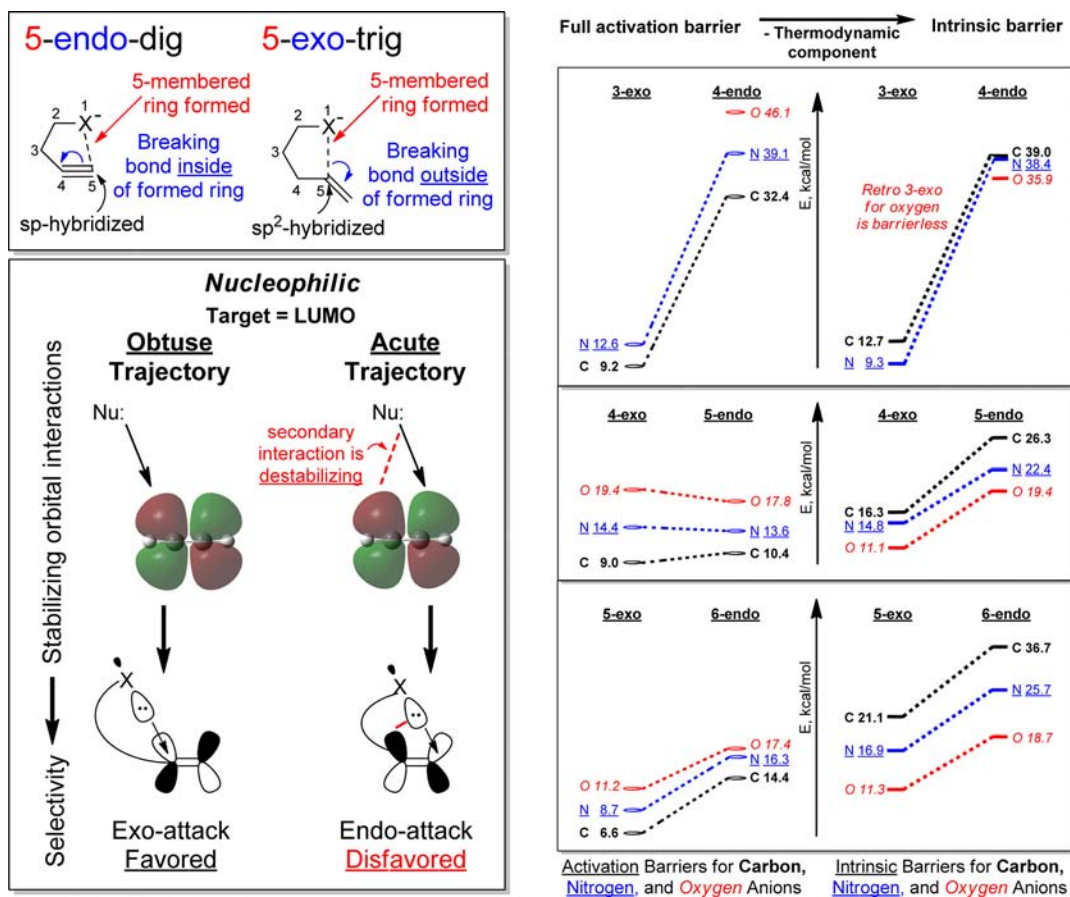 5-endo-dig
5-exo-trig
5-membered
ring formed
1
X⁻
2
3
4
5
Breaking
bond inside
of formed ring
sp-hybridized
5-membered
ring formed
1
X⁻
2
3
4
5
Breaking
bond outside
of formed ring
sp²-hybridized
Nucleophilic
Target = LUMO
Obtuse
Trajectory
Acute
Trajectory
Nu:
Nu:
secondary
interaction is
destabilizing
Stabilizing orbital interactions
Selectivity
X
X
Exo-attack
Favored
Endo-attack
Disfavored
Full activation barrier
- Thermodynamic
component
Intrinsic barrier
3-exo
4-endo
O 46.1
N 39.1
C 32.4
N 12.6
C 9.2
E, kcal/mol
3-exo
4-endo
C 39.0
N 38.4
O 35.9
Retro 3-exo
for oxygen
is barrierless
C 12.7
N 9.3
4-exo
5-endo
O 19.4
O 17.8
N 14.4
N 13.6
C 9.0
C 10.4
E, kcal/mol
4-exo
5-endo
C 26.3
N 22.4
O 19.4
C 16.3
N 14.8
O 11.1
5-exo
6-endo
O 17.4
N 16.3
C 14.4
O 11.2
N 8.7
C 6.6
E, kcal/mol
5-exo
6-endo
C 36.7
N 25.7
O 18.7
C 21.1
N 16.9
O 11.3
Activation Barriers for Carbon,
Nitrogen, and Oxygen Anions
Intrinsic Barriers for Carbon,
Nitrogen, and Oxygen Anions